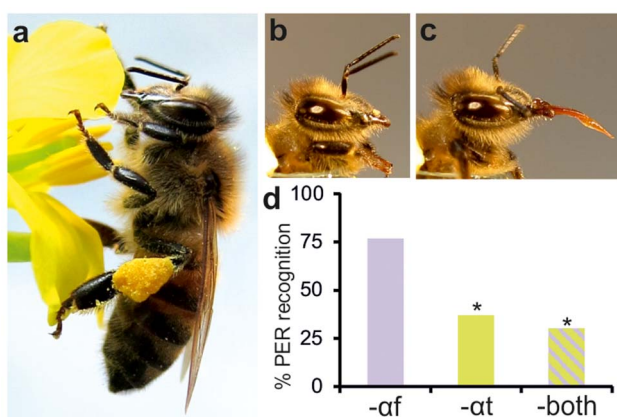 a
b
c
d
% PER recognition
100
75
50
25
0
*
*
-αf
-αt
-both